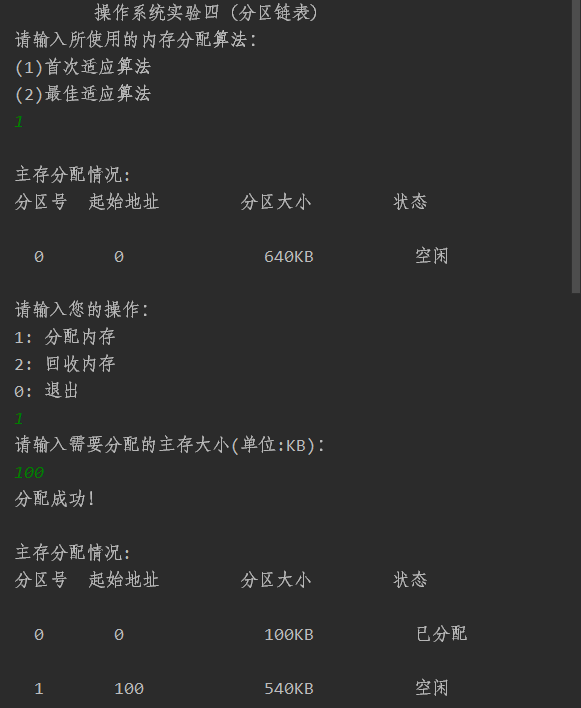 操作系统实验四（分区链表）
请输入所使用的内存分配算法:
(1)首次适应算法
(2)最佳适应算法
1
主存分配情况:
分区号 起始地址 分区大小 状态
0 0 640KB 空闲
请输入您的操作:
1: 分配内存
2: 回收内存
0: 退出
1
请输入需要分配的主存大小(单位:KB):
100
分配成功!
主存分配情况:
分区号 起始地址 分区大小 状态
0 0 100KB 已分配
1 100 540KB 空闲